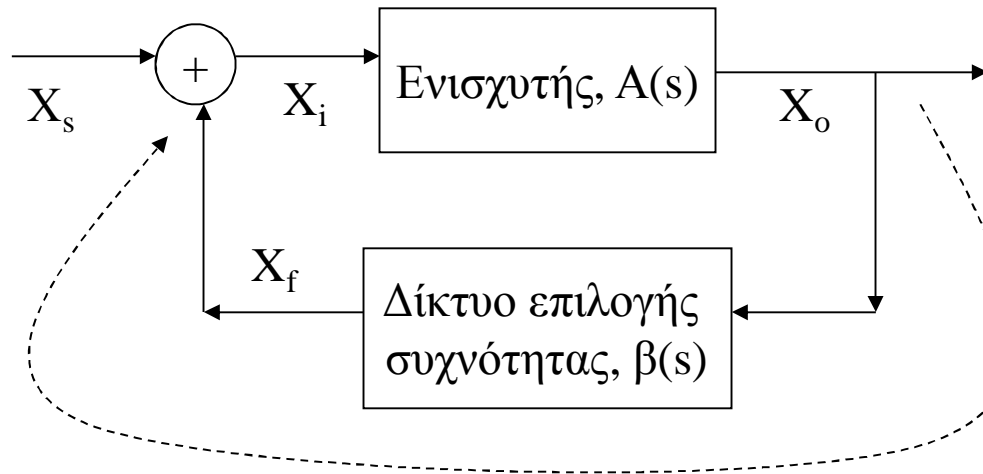 +
Ενισχυτής, A(s)
X_s
X_i
X_o
X_f
Δίκτυο επιλογής
συχνότητας, β(s)